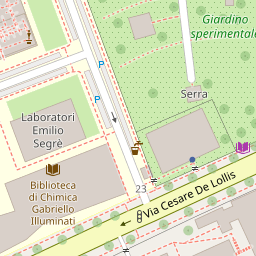 Giardino
sperimentale
P
Serra
P
Laboratori
Emilio
Segrè
Biblioteca
di Chimica
Gabriello
Illuminati
23
Via Cesare De Lollis